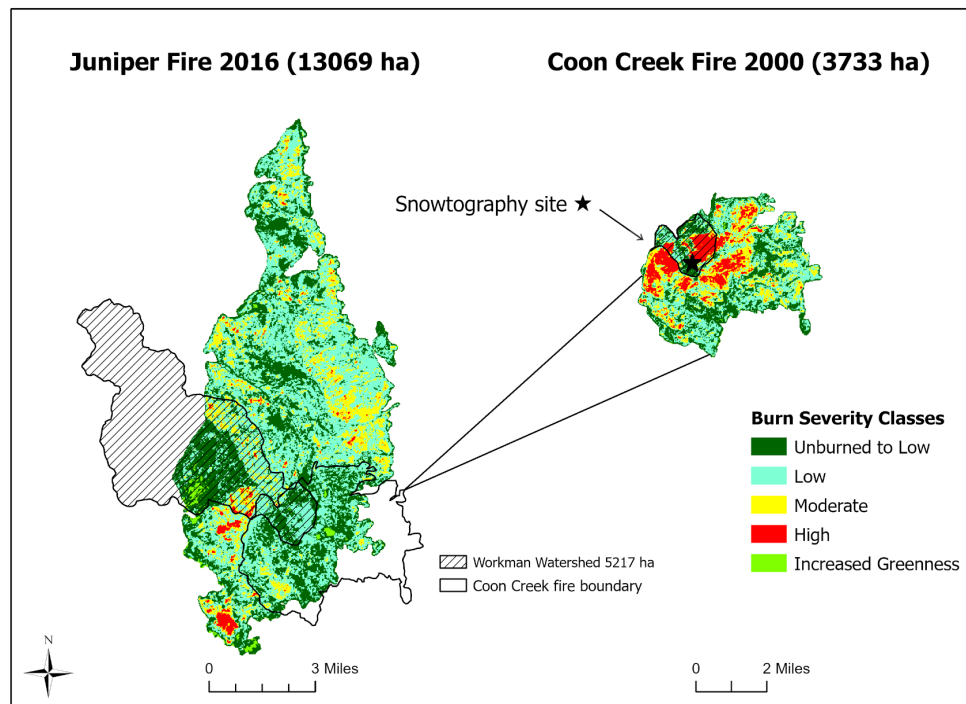 Juniper Fire 2016 (13069 ha)
Coon Creek Fire 2000 (3733 ha)
Snowtography site
Burn Severity Classes
Unburned to Low
Low
Moderate
High
Increased Greenness
Workman Watershed 5217 ha
Coon Creek fire boundary
N
0 3 Miles
0 2 Miles